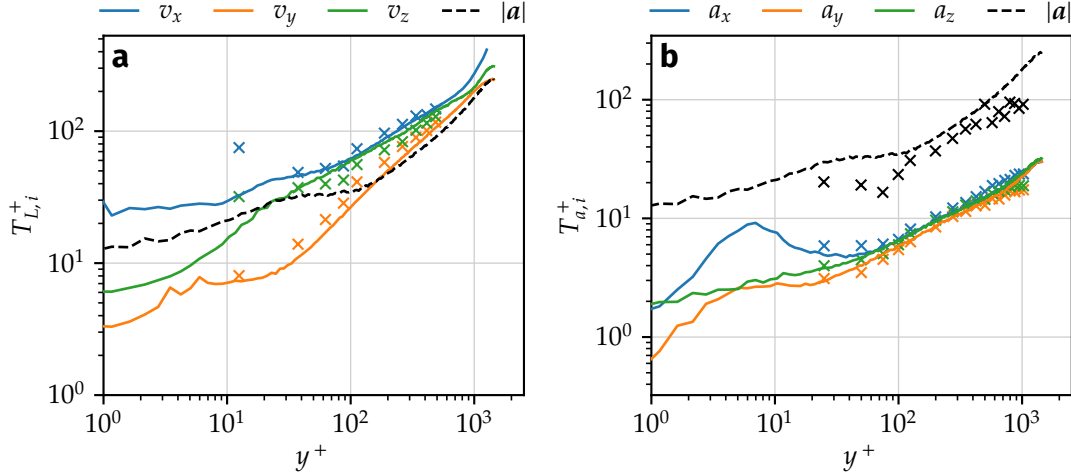 v_x v_y v_z |a| a_x a_y a_z |a|
a b
10^2 10^2
T^+_{L,i} T^+_{a,i}
10^1 10^1
10^0 10^0
10^0 10^1 10^2 10^3 10^0 10^1 10^2 10^3
y^+ y^+